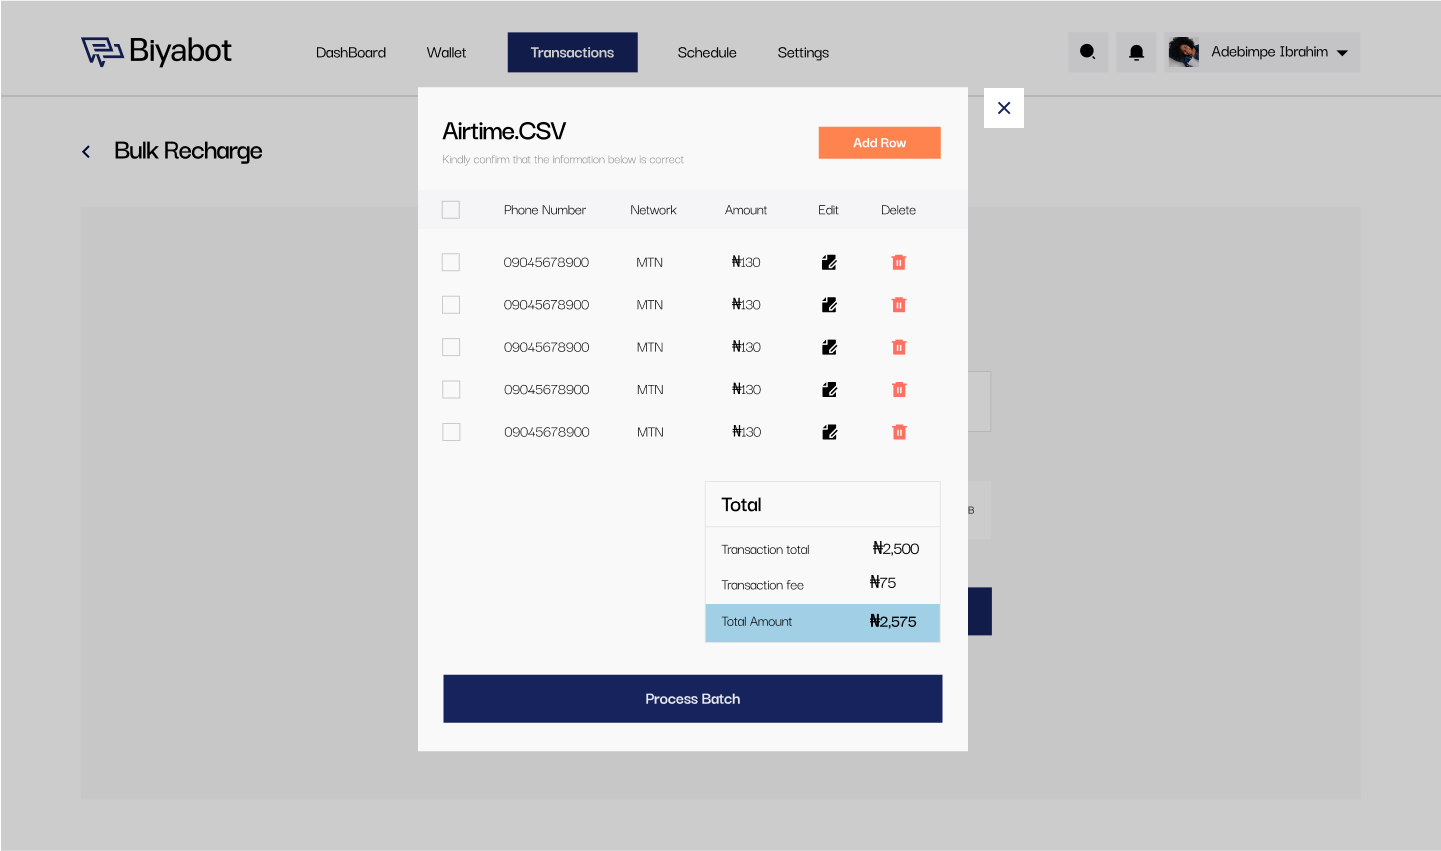 Biyabot DashBoard Wallet Transactions Schedule Settings Adebimpe Ibrahim
Bulk Recharge
Airtime.CSV
Kindly confirm that the information below is correct
Add Row
Phone Number Network Amount Edit Delete
09045678900 MTN ₦130
09045678900 MTN ₦130
09045678900 MTN ₦130
09045678900 MTN ₦130
09045678900 MTN ₦130
Total
Transaction total ₦2,500
Transaction fee ₦75
Total Amount ₦2,575
Process Batch
B